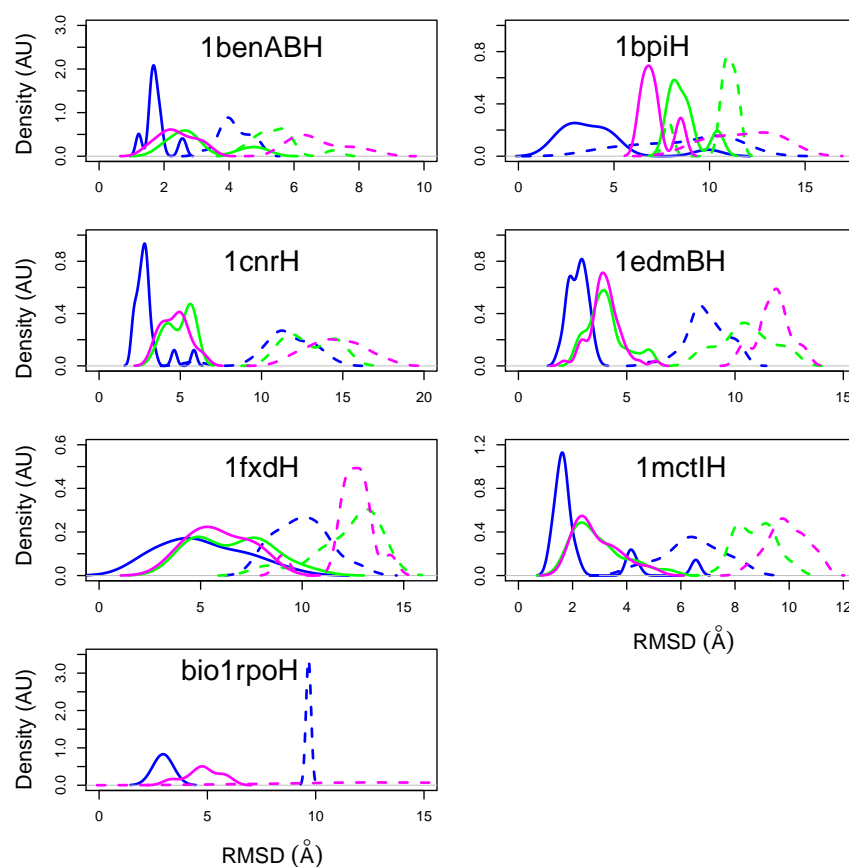 1benABH
Density (AU)
0.0 1.0 2.0 3.0
0 2 4 6 8 10
1bpiH
0.0 0.4 0.8
0 5 10 15
1cnrH
Density (AU)
0.0 0.4 0.8
0 5 10 15 20
1edmBH
0.0 0.4 0.8
0 5 10 15
1fxdH
Density (AU)
0.0 0.2 0.4 0.6
0 5 10 15
1mctIH
0.0 0.4 0.8 1.2
0 2 4 6 8 10 12
RMSD (Å)
bio1rpoH
Density (AU)
0.0 1.0 2.0 3.0
0 5 10 15
RMSD (Å)